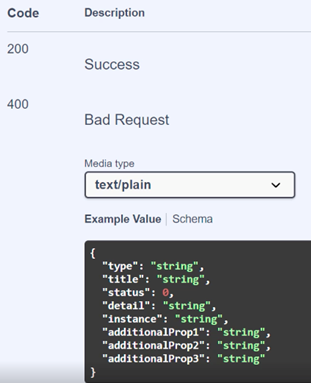 Code Description
200
Success
400
Bad Request
Media type
text/plain
Example Value Schema
{
"type": "string",
"title": "string",
"status": 0,
"detail": "string",
"instance": "string",
"additionalProp1": "string",
"additionalProp2": "string",
"additionalProp3": "string"
}